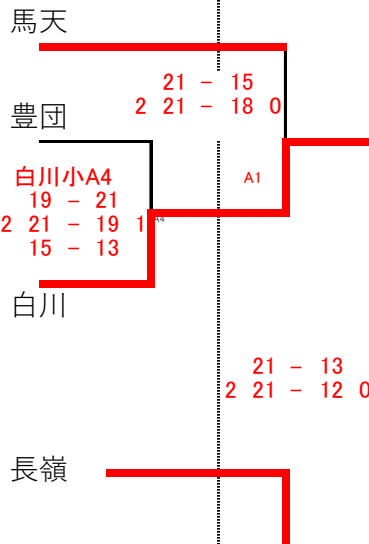 馬天
21 － 15
2 21 － 18 0
豊団
白川小A4
19 － 21
2 21 － 19 1
15 － 13
A4
A1
白川
21 － 13
2 21 － 12 0
長嶺